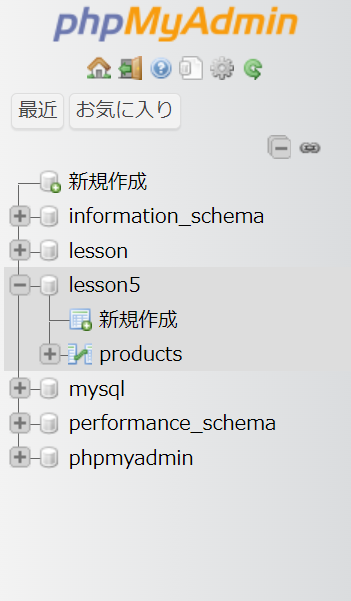 phpMyAdmin
最近 お気に入り
新規作成
information_schema
lesson
lesson5
新規作成
products
mysql
performance_schema
phpmyadmin